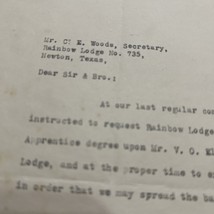 Mr. C. E. Woods, Secretary,
Rainbow Lodge No. 735,
Newton, Texas,
Dear Sir & Bro.;
At our last regular
instructed to request Rainbow Lodge
Apprentice degree upon Mr. V. O.
Lodge, and at the proper time to
in order that we may spread the